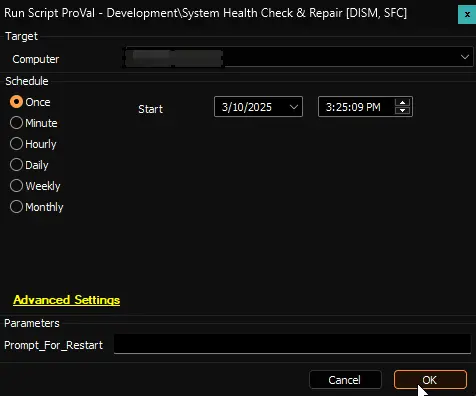 Run Script ProVal - Development\System Health Check & Repair [DISM, SFC]
x
Target
Computer
Schedule
Once
Start
3/10/2025
3:25:09 PM
Minute
Hourly
Daily
Weekly
Monthly
Advanced Settings
Parameters
Prompt_For_Restart
Cancel
OK